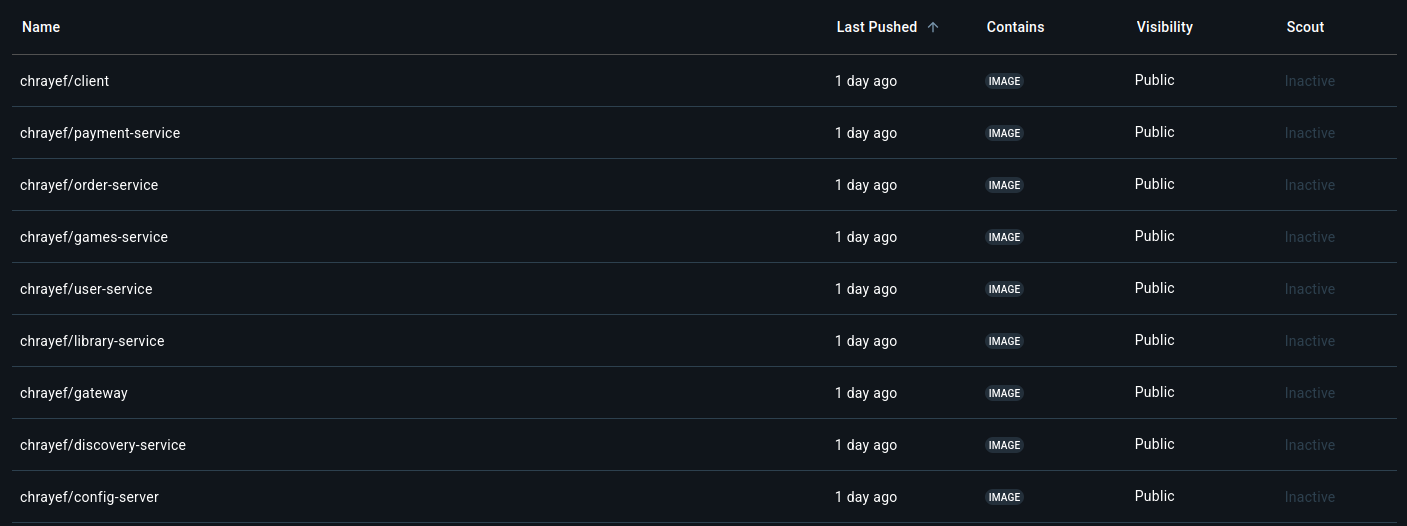 Name Last Pushed ↑ Contains Visibility Scout
chrayef/client 1 day ago IMAGE Public Inactive
chrayef/payment-service 1 day ago IMAGE Public Inactive
chrayef/order-service 1 day ago IMAGE Public Inactive
chrayef/games-service 1 day ago IMAGE Public Inactive
chrayef/user-service 1 day ago IMAGE Public Inactive
chrayef/library-service 1 day ago IMAGE Public Inactive
chrayef/gateway 1 day ago IMAGE Public Inactive
chrayef/discovery-service 1 day ago IMAGE Public Inactive
chrayef/config-server 1 day ago IMAGE Public Inactive